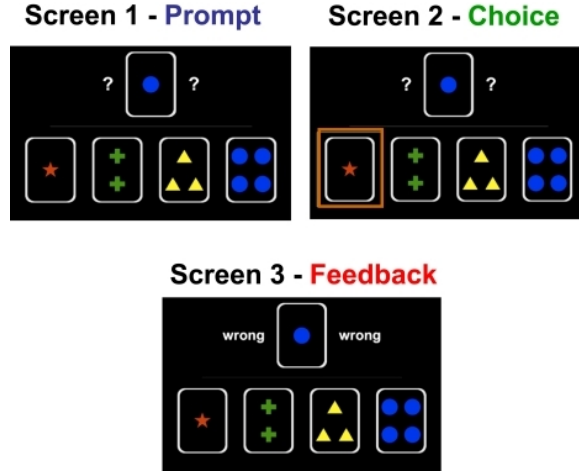 Screen 1 - Prompt
? ?
Screen 2 - Choice
? ?
Screen 3 - Feedback
wrong wrong